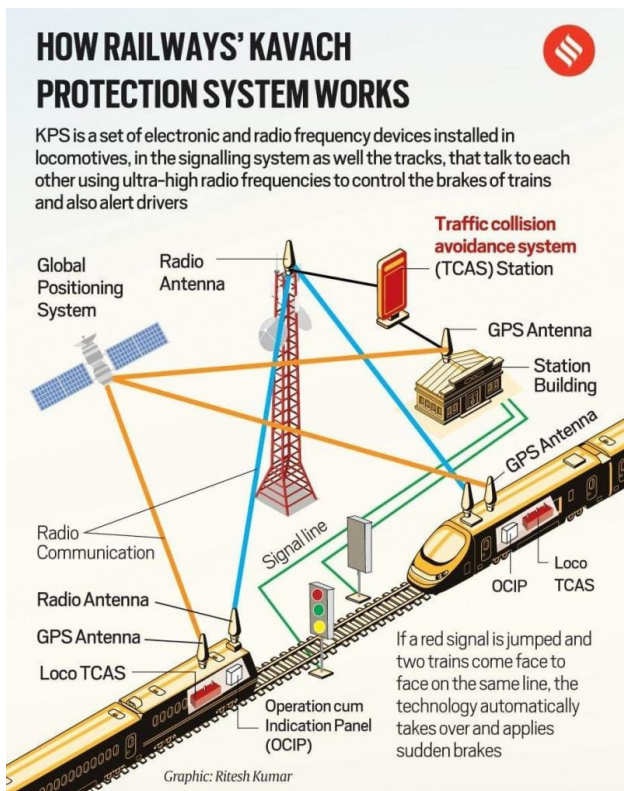 HOW RAILWAYS' KAVACH
PROTECTION SYSTEM WORKS
KPS is a set of electronic and radio frequency devices installed in
locomotives, in the signalling system as well the tracks, that talk to each
other using ultra-high radio frequencies to control the brakes of trains
and also alert drivers
Global
Positioning
System
Radio
Antenna
Traffic collision
avoidance system
(TCAS) Station
GPS Antenna
Station
Building
GPS Antenna
Radio
Communication
Signal line
Loco
TCAS
OCIP
Radio Antenna
GPS Antenna
Loco TCAS
Operation cum
Indication Panel
(OCIP)
If a red signal is jumped and
two trains come face to
face on the same line, the
technology automatically
takes over and applies
sudden brakes
Graphic: Ritesh Kumar